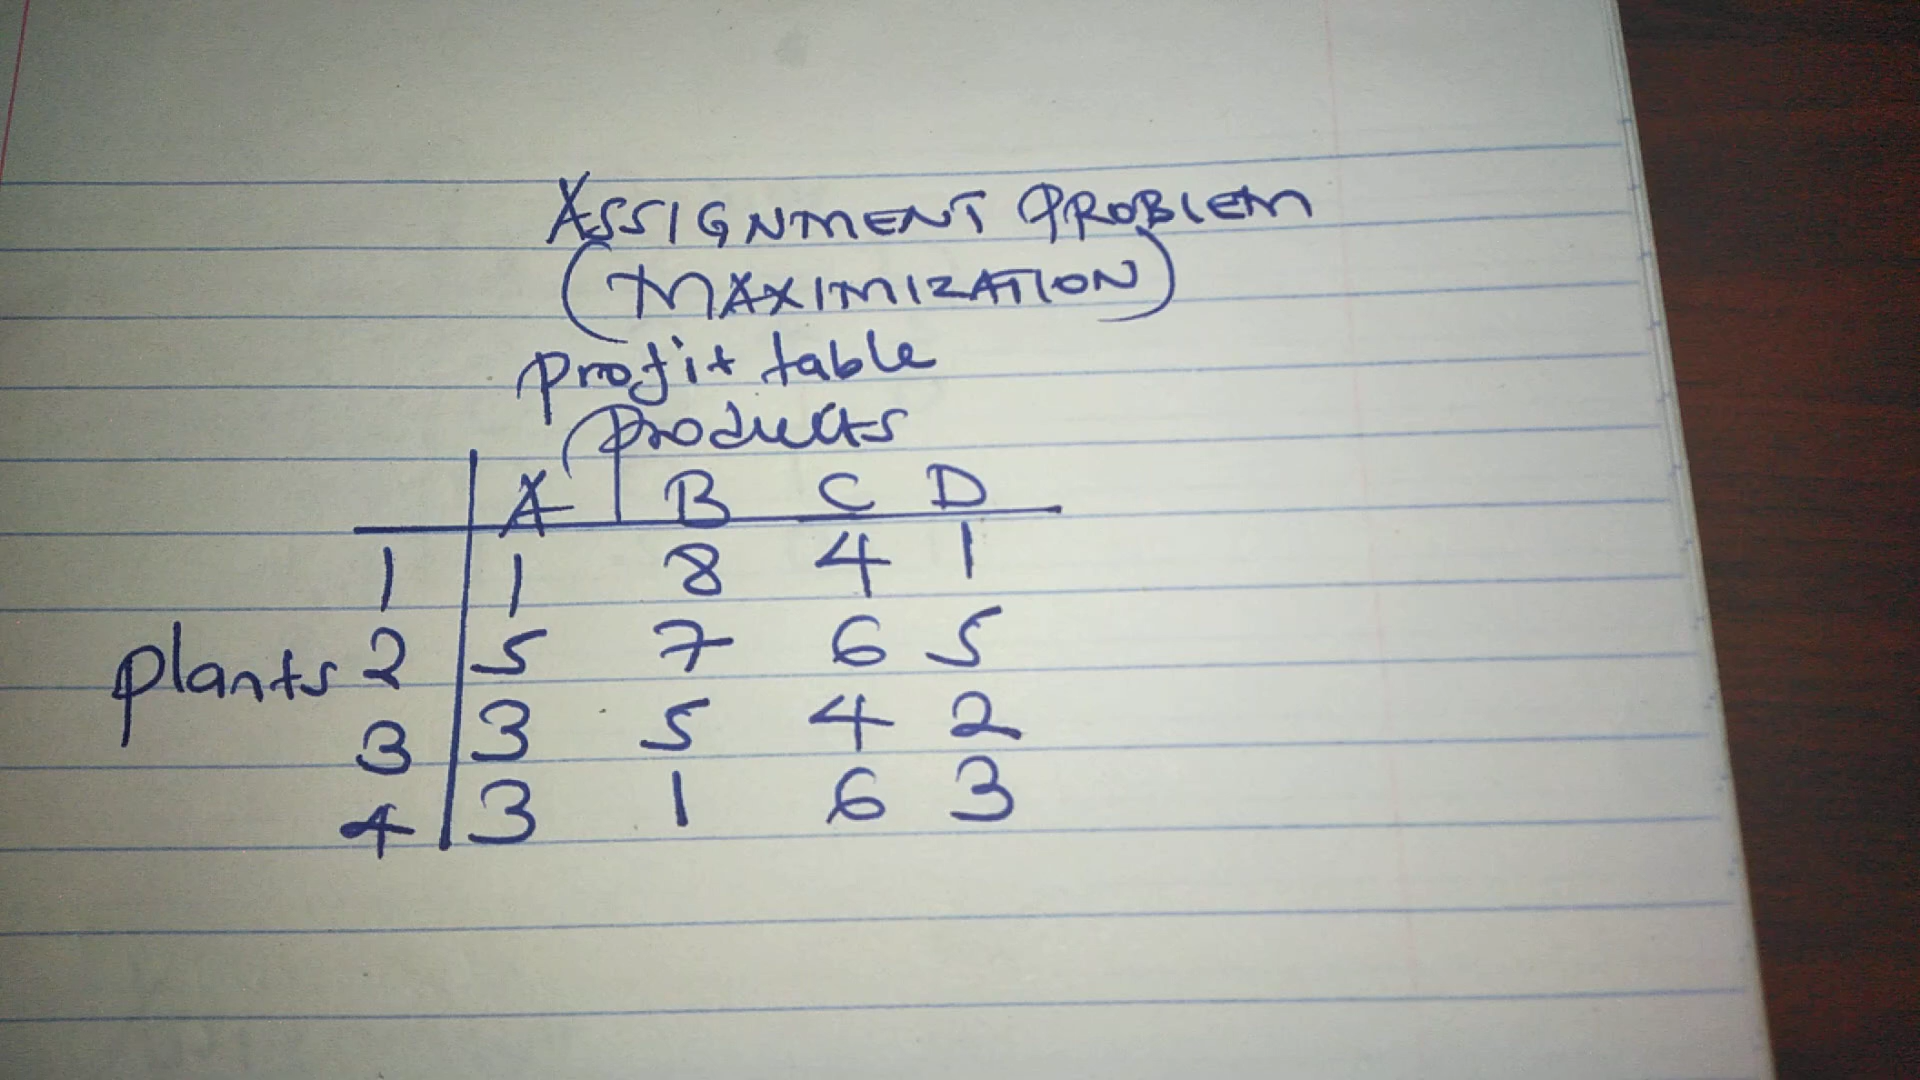 ASSIGNMENT PROBLEM
(MAXIMIZATION)
Profit table
Products
A B C D
1 1 8 4 1
Plants 2 5 7 6 5
3 3 5 4 2
4 3 1 6 3